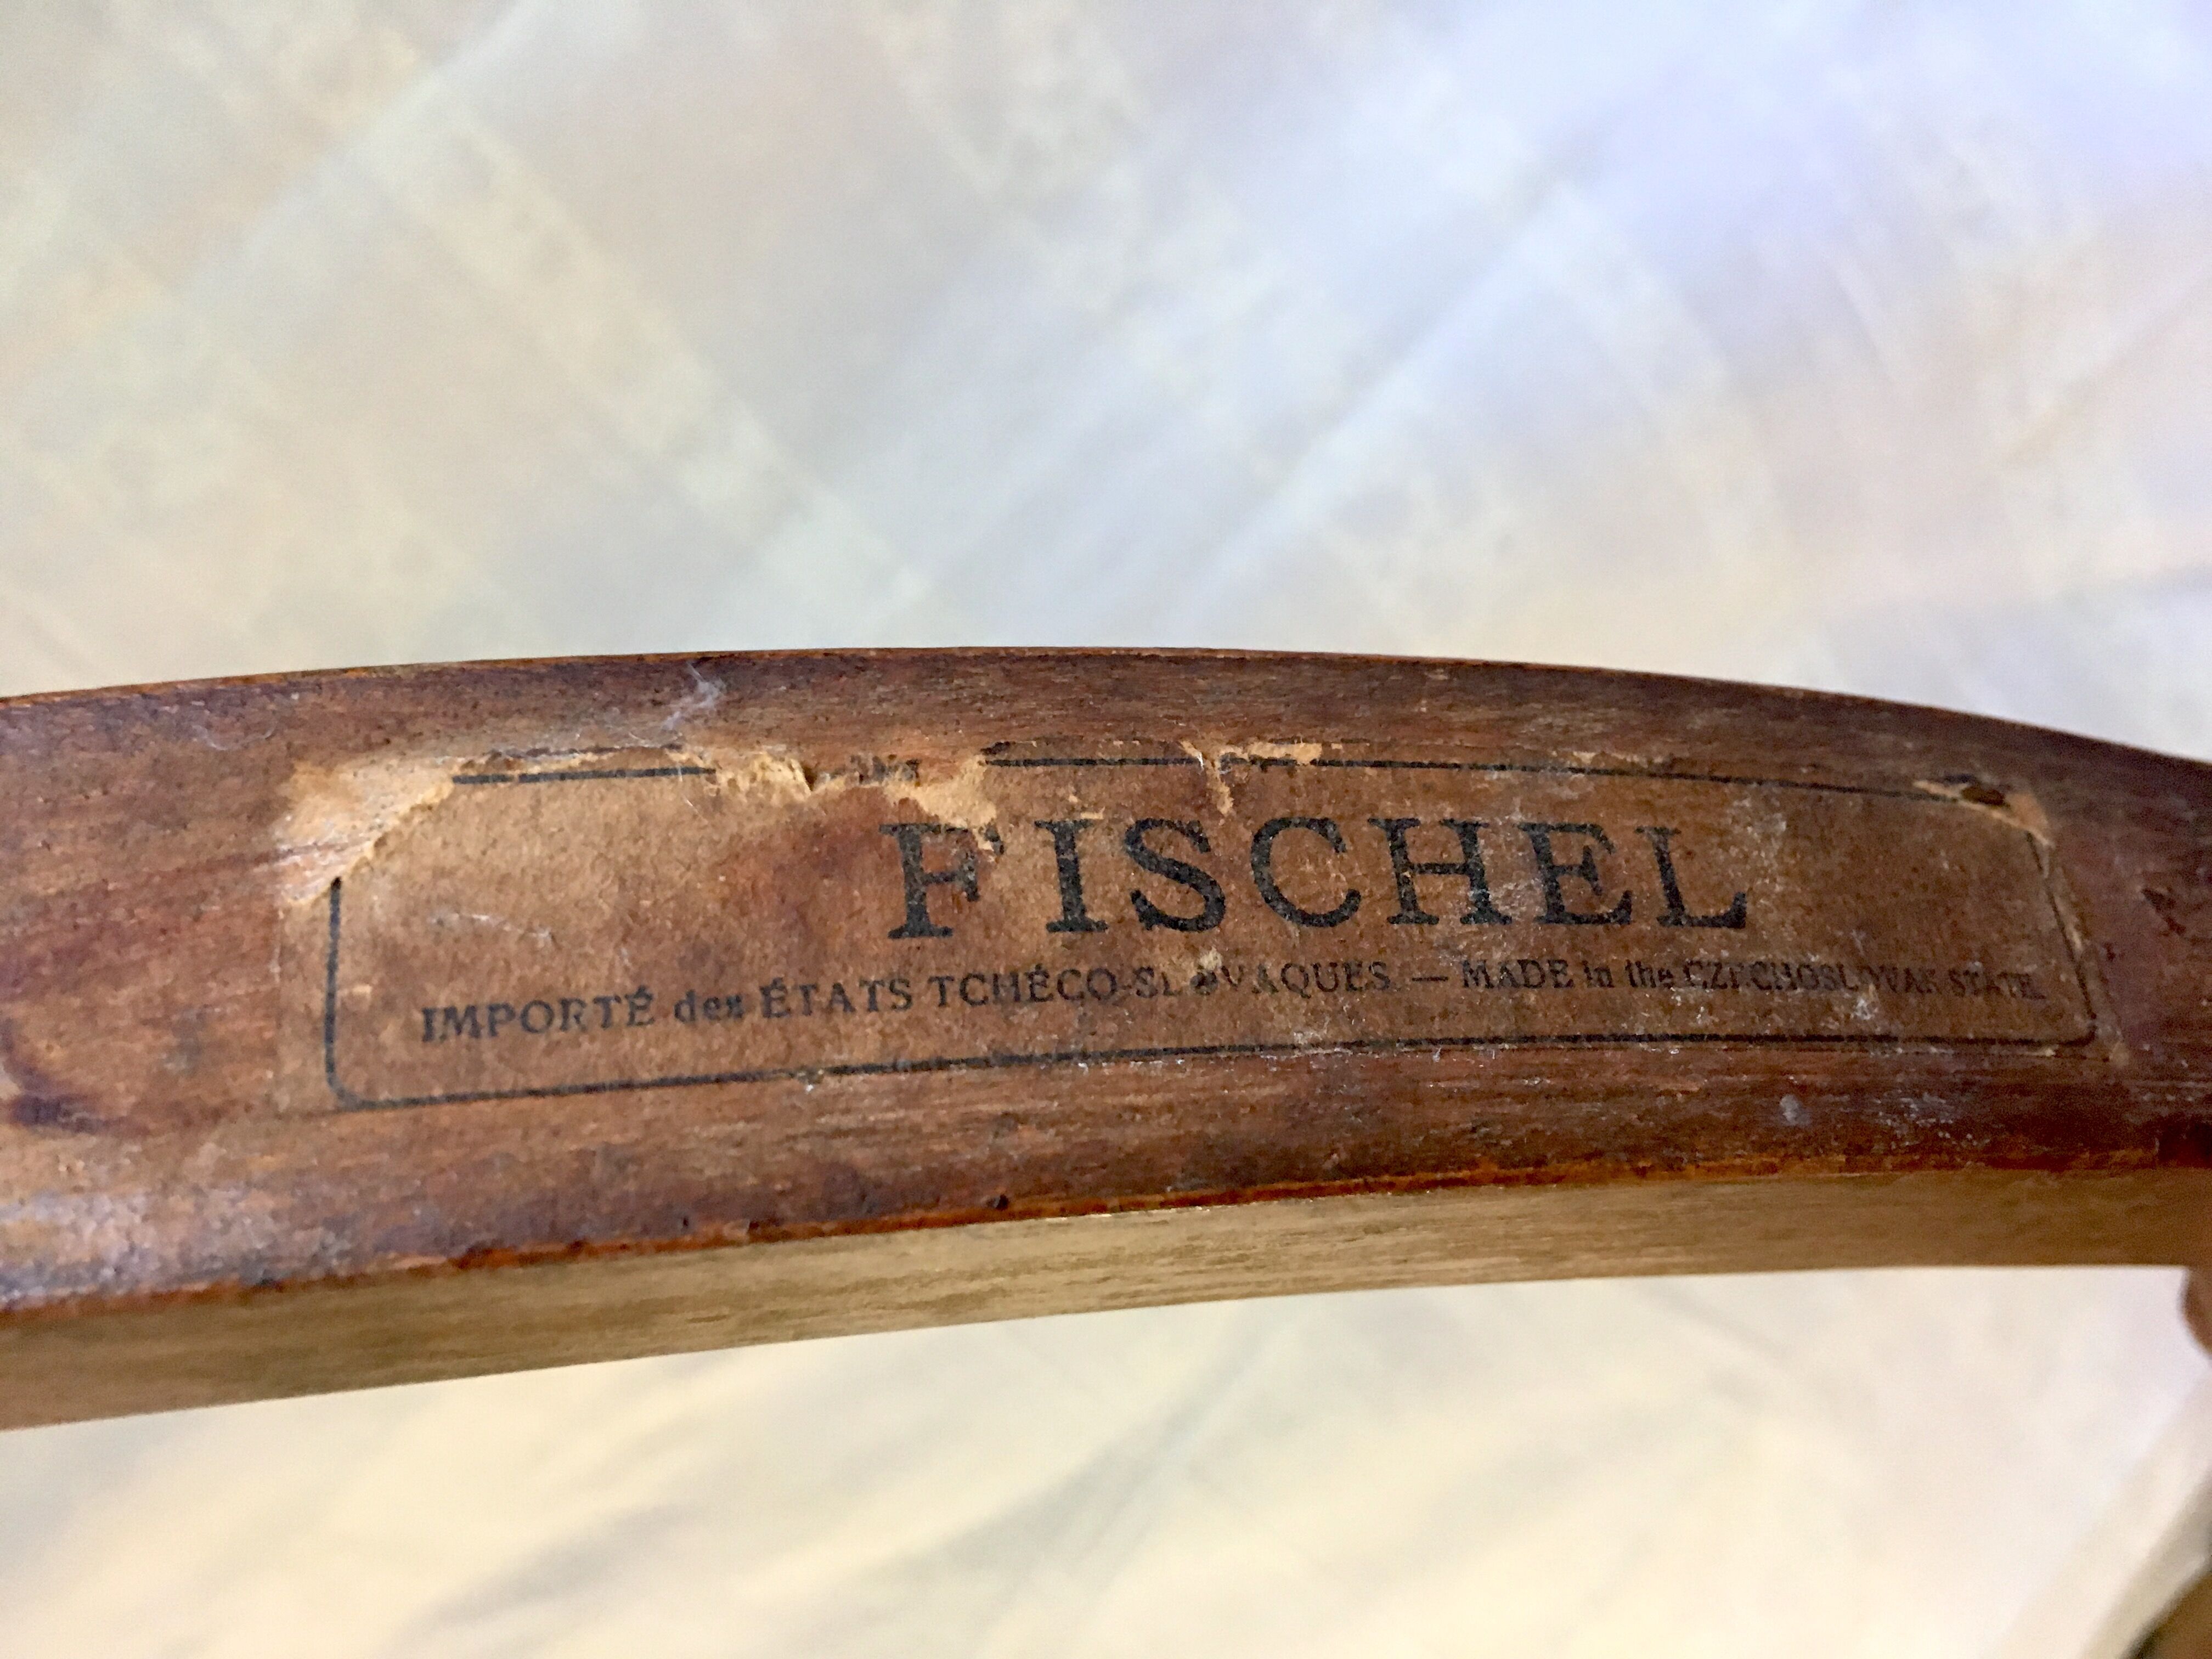 FISCHEL
IMPORTÉ des ÉTATS TCHÉCO-SLOVAQUES — MADE in the CZECHOSLOVAK STATE